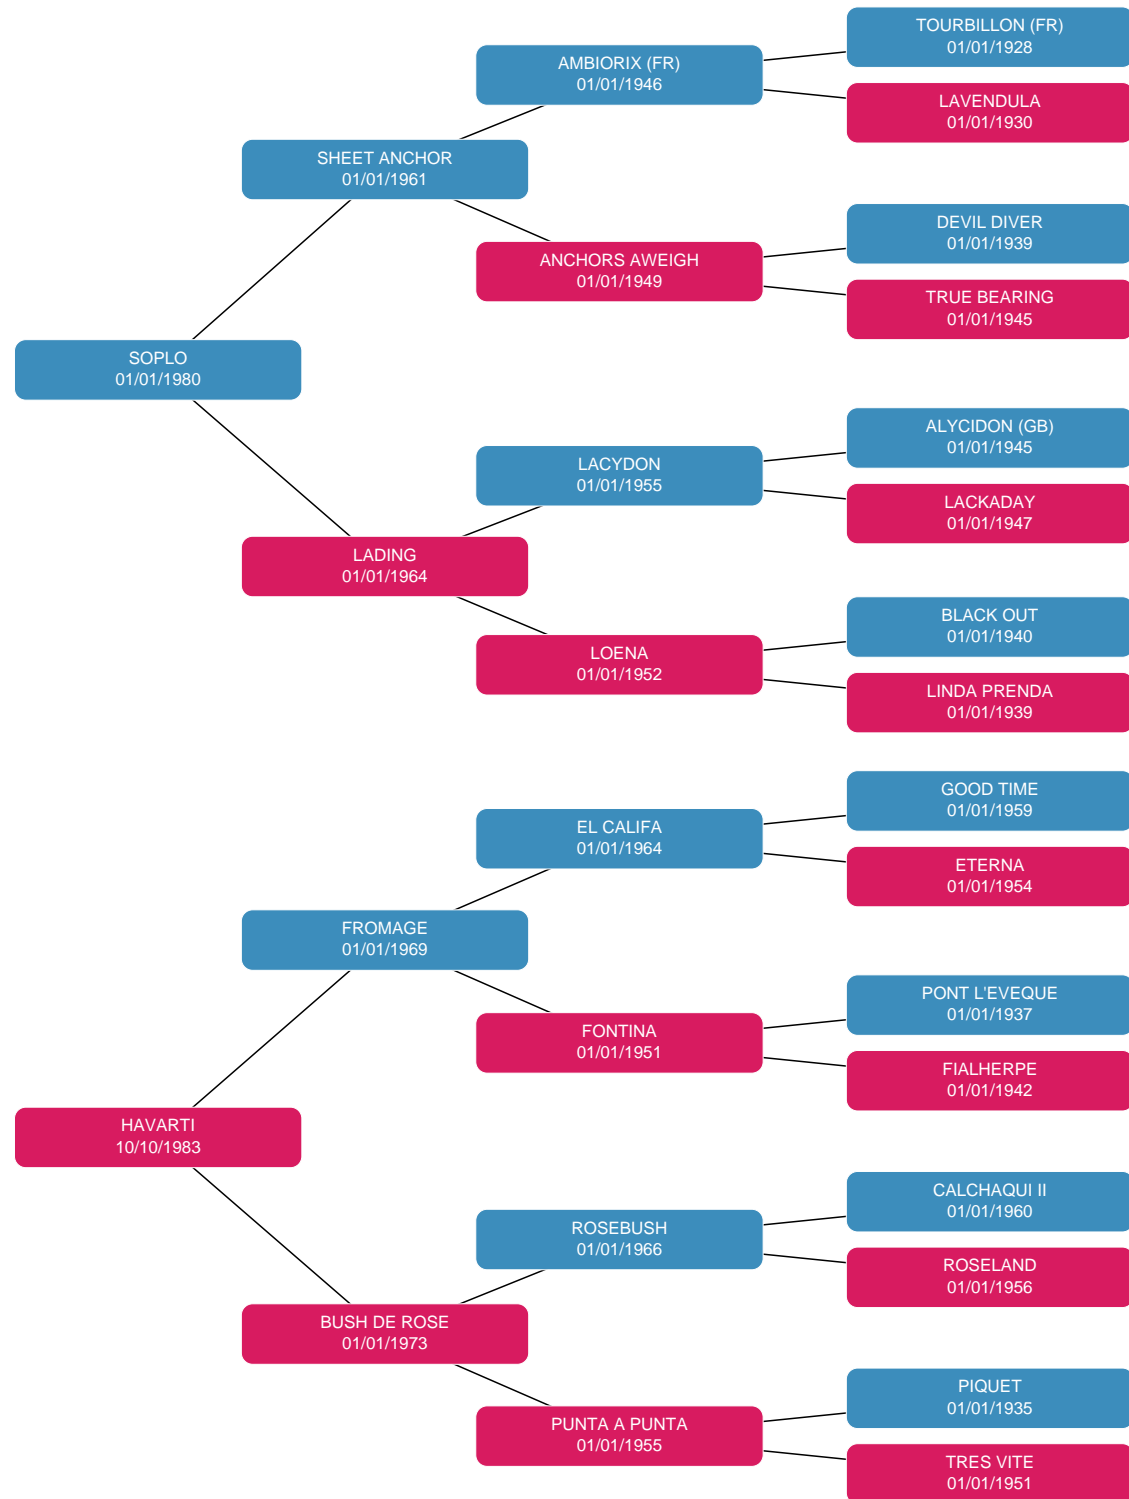 TOURBILLON (FR)
01/01/1928
AMBIORIX (FR)
01/01/1946
LAVENDULA
01/01/1930
SHEET ANCHOR
01/01/1961
DEVIL DIVER
01/01/1939
ANCHORS AWEIGH
01/01/1949
TRUE BEARING
01/01/1945
SOPLO
01/01/1980
ALYCIDON (GB)
01/01/1945
LACYDON
01/01/1955
LACKADAY
01/01/1947
LADING
01/01/1964
BLACK OUT
01/01/1940
LOENA
01/01/1952
LINDA PRENDA
01/01/1939
GOOD TIME
01/01/1959
EL CALIFA
01/01/1964
ETERNA
01/01/1954
FROMAGE
01/01/1969
PONT L'EVEQUE
01/01/1937
FONTINA
01/01/1951
FIALHERPE
01/01/1942
HAVARTI
10/10/1983
CALCHAQUI II
01/01/1960
ROSEBUSH
01/01/1966
ROSELAND
01/01/1956
BUSH DE ROSE
01/01/1973
PIQUET
01/01/1935
PUNTA A PUNTA
01/01/1955
TRES VITE
01/01/1951